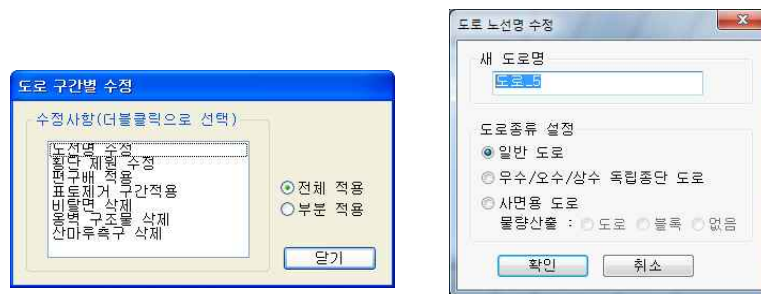 도로 구간별 수정
수정사항(더블클릭으로 선택)
노선명 수정
횡단 제원 수정
편구배 적용
표토제거 구간적용
비탈면 삭제
옹벽 구조물 삭제
산마루측구 삭제
전체 적용
부분 적용
닫기
도로 노선명 수정
새 도로명
도로_5
도로종류 설정
일반 도로
우수/오수/상수 독립종단 도로
사면용 도로
물량산출 : 도로 블록 없음
확인 취소